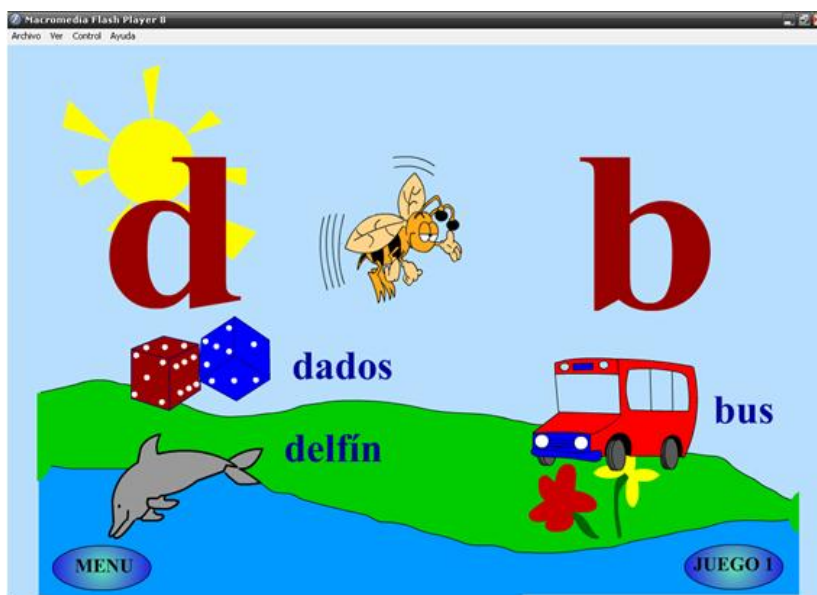 Macromedia Flash Player 8
Archivo Ver Control Ayuda
d b
dados
bus
delfín
MENU
JUEGO 1